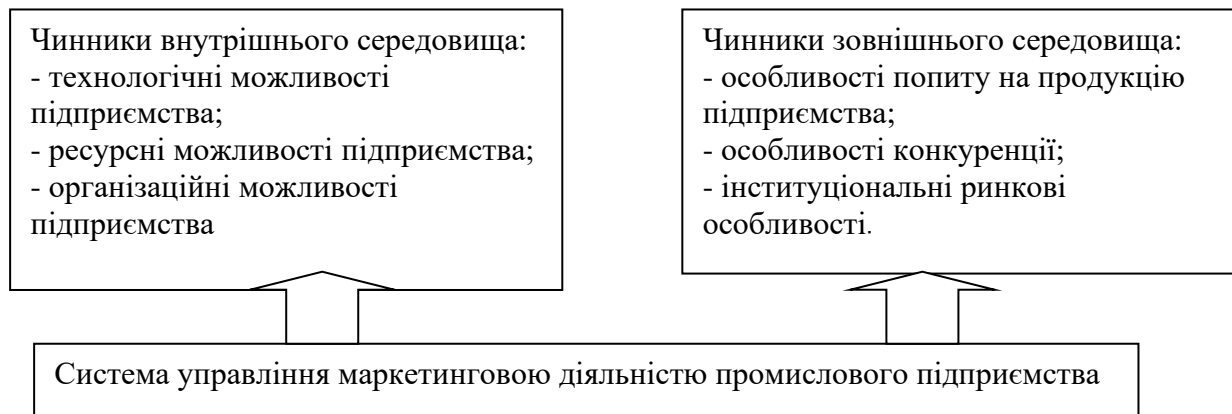 Чинники внутрішнього середовища:
- технологічні можливості
підприємства;
- ресурсні можливості підприємства;
- організаційні можливості
підприємства
Чинники зовнішнього середовища:
- особливості попиту на продукцію
підприємства;
- особливості конкуренції;
- інституціональні ринкові
особливості.
Система управління маркетинговою діяльністю промислового підприємства